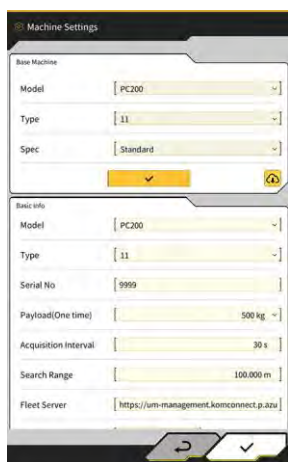 Machine Settings
Base Machine
Model PC200
Type 11
Spec Standard
Basic Info
Model PC200
Type 11
Serial No 9999
Payload(One time) 500 kg
Acquisition Interval 30 s
Search Range 100.000 m
Fleet Server https://um-management.komconnect.p.azu